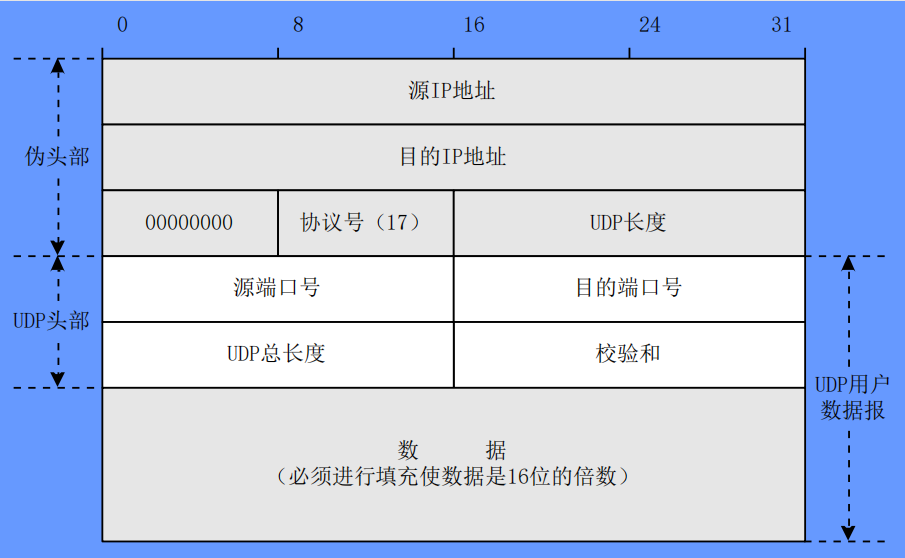 0 8 16 24 31
源IP地址
伪头部
目的IP地址
00000000 协议号（17） UDP长度
源端口号 目的端口号
UDP头部
UDP总长度 校验和
UDP用户
数据报
数 据
（必须进行填充使数据是16位的倍数）